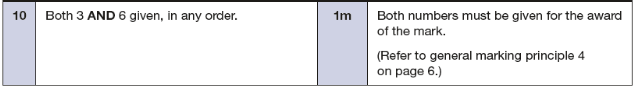 10 Both 3 AND 6 given, in any order. 1m Both numbers must be given for the award
of the mark.
(Refer to general marking principle 4
on page 6.)